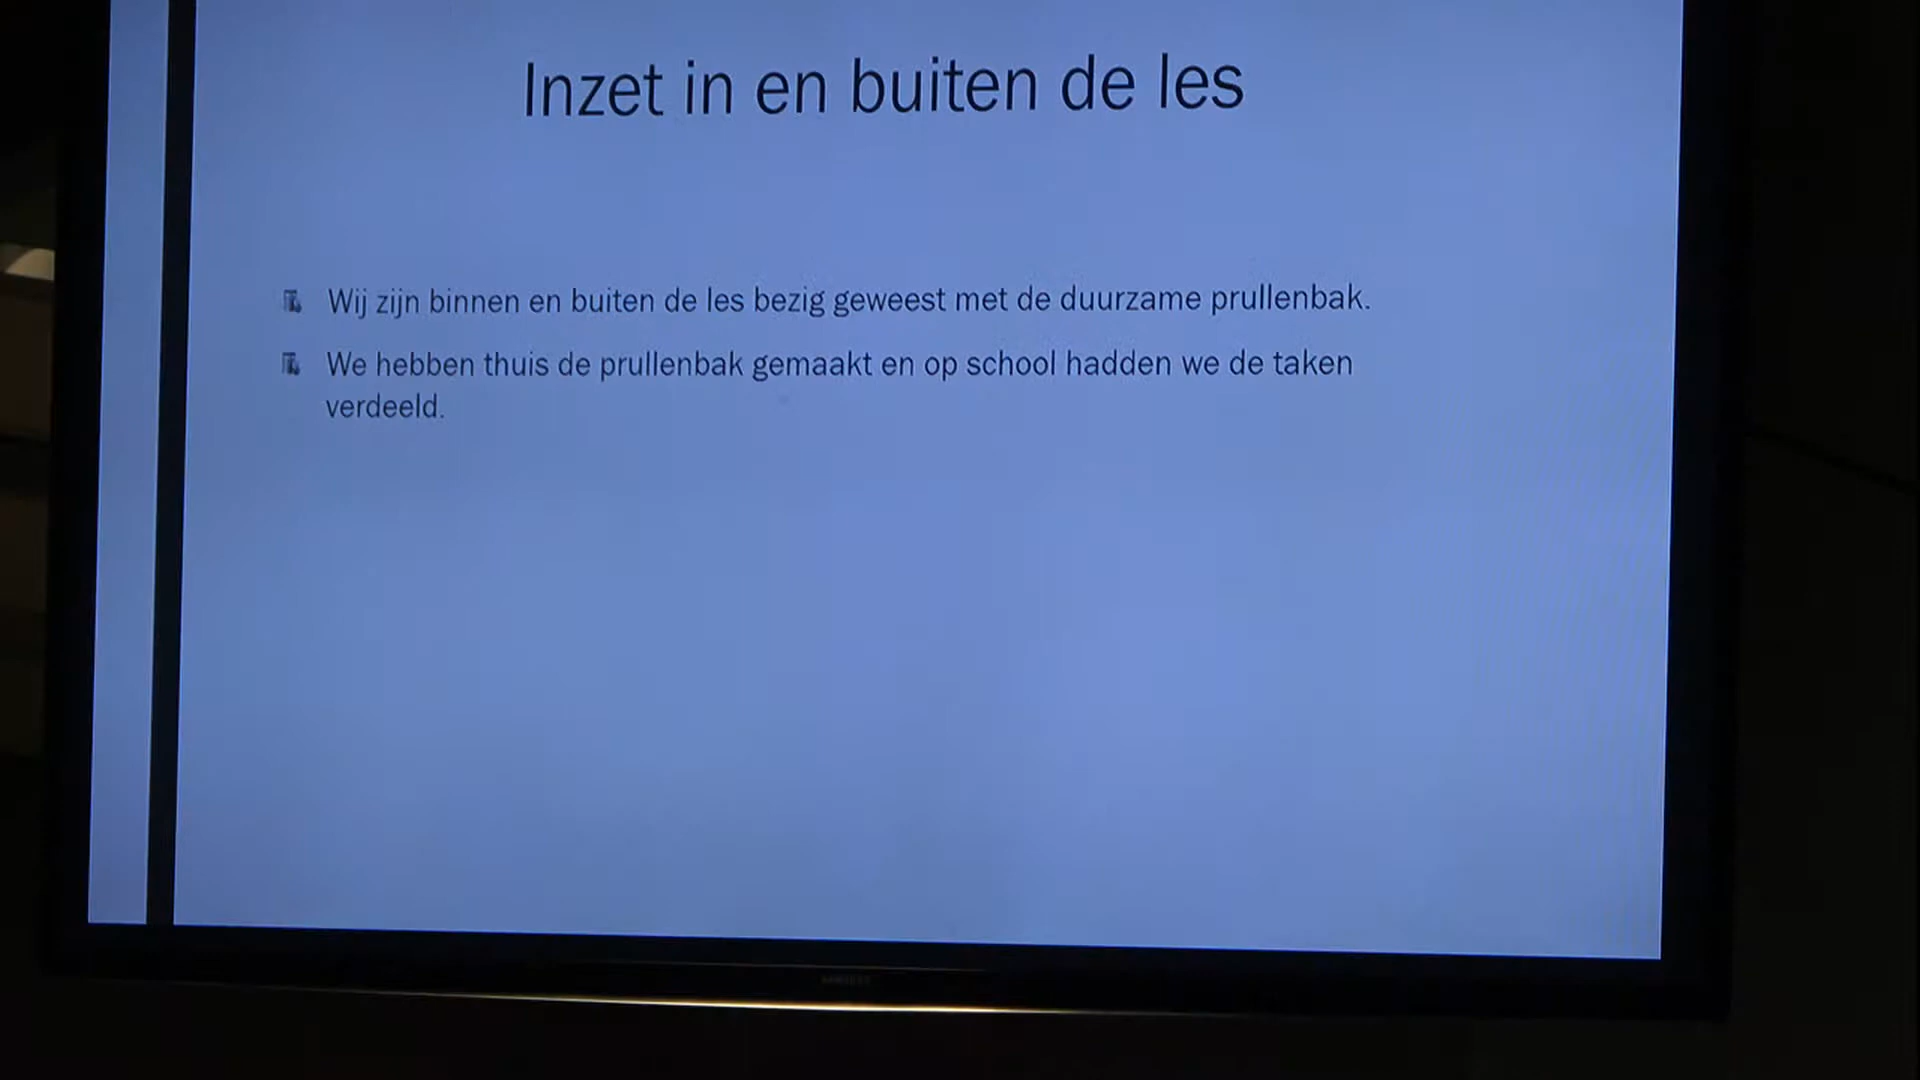 Inzet in en buiten de les
Wij zijn binnen en buiten de les bezig geweest met de duurzame prullenbak.
We hebben thuis de prullenbak gemaakt en op school hadden we de taken
verdeeld.